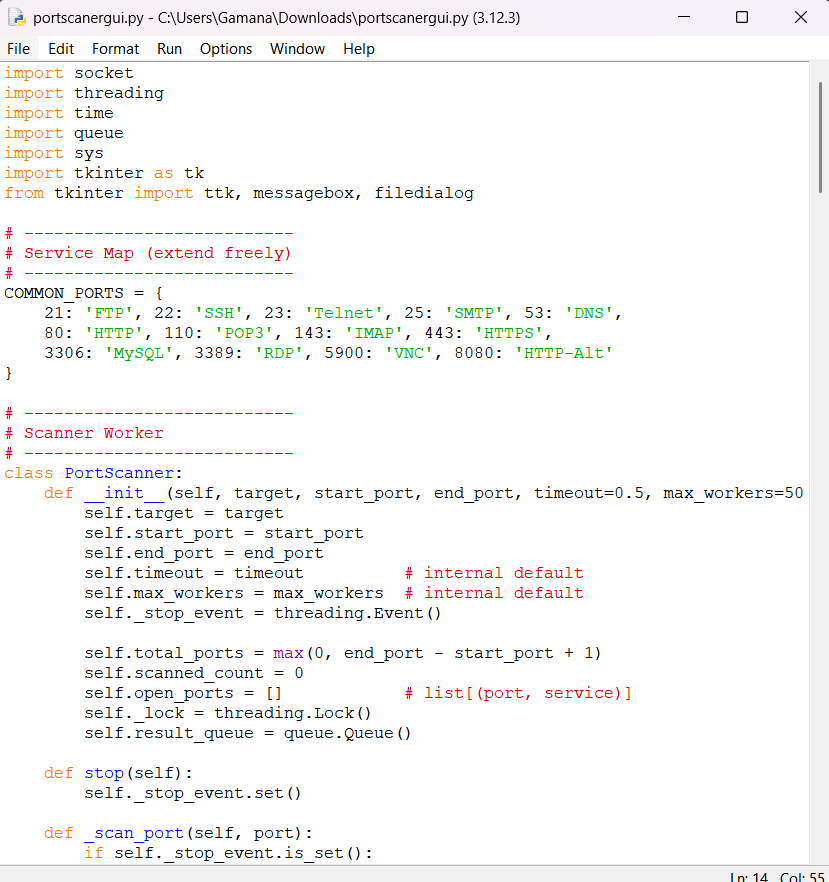 portscanergui.py - C:\Users\Gamana\Downloads\portscanergui.py (3.12.3)
File Edit Format Run Options Window Help
import socket
import threading
import time
import queue
import sys
import tkinter as tk
from tkinter import ttk, messagebox, filedialog

# ---------------------------
# Service Map (extend freely)
# ---------------------------
COMMON_PORTS = {
    21: 'FTP', 22: 'SSH', 23: 'Telnet', 25: 'SMTP', 53: 'DNS',
    80: 'HTTP', 110: 'POP3', 143: 'IMAP', 443: 'HTTPS',
    3306: 'MySQL', 3389: 'RDP', 5900: 'VNC', 8080: 'HTTP-Alt'
}

# ---------------------------
# Scanner Worker
# ---------------------------
class PortScanner:
    def __init__(self, target, start_port, end_port, timeout=0.5, max_workers=50
        self.target = target
        self.start_port = start_port
        self.end_port = end_port
        self.timeout = timeout          # internal default
        self.max_workers = max_workers  # internal default
        self._stop_event = threading.Event()

        self.total_ports = max(0, end_port - start_port + 1)
        self.scanned_count = 0
        self.open_ports = []            # list[(port, service)]
        self._lock = threading.Lock()
        self.result_queue = queue.Queue()

    def stop(self):
        self._stop_event.set()

    def _scan_port(self, port):
        if self._stop_event.is_set():
Ln: 14 Col: 55